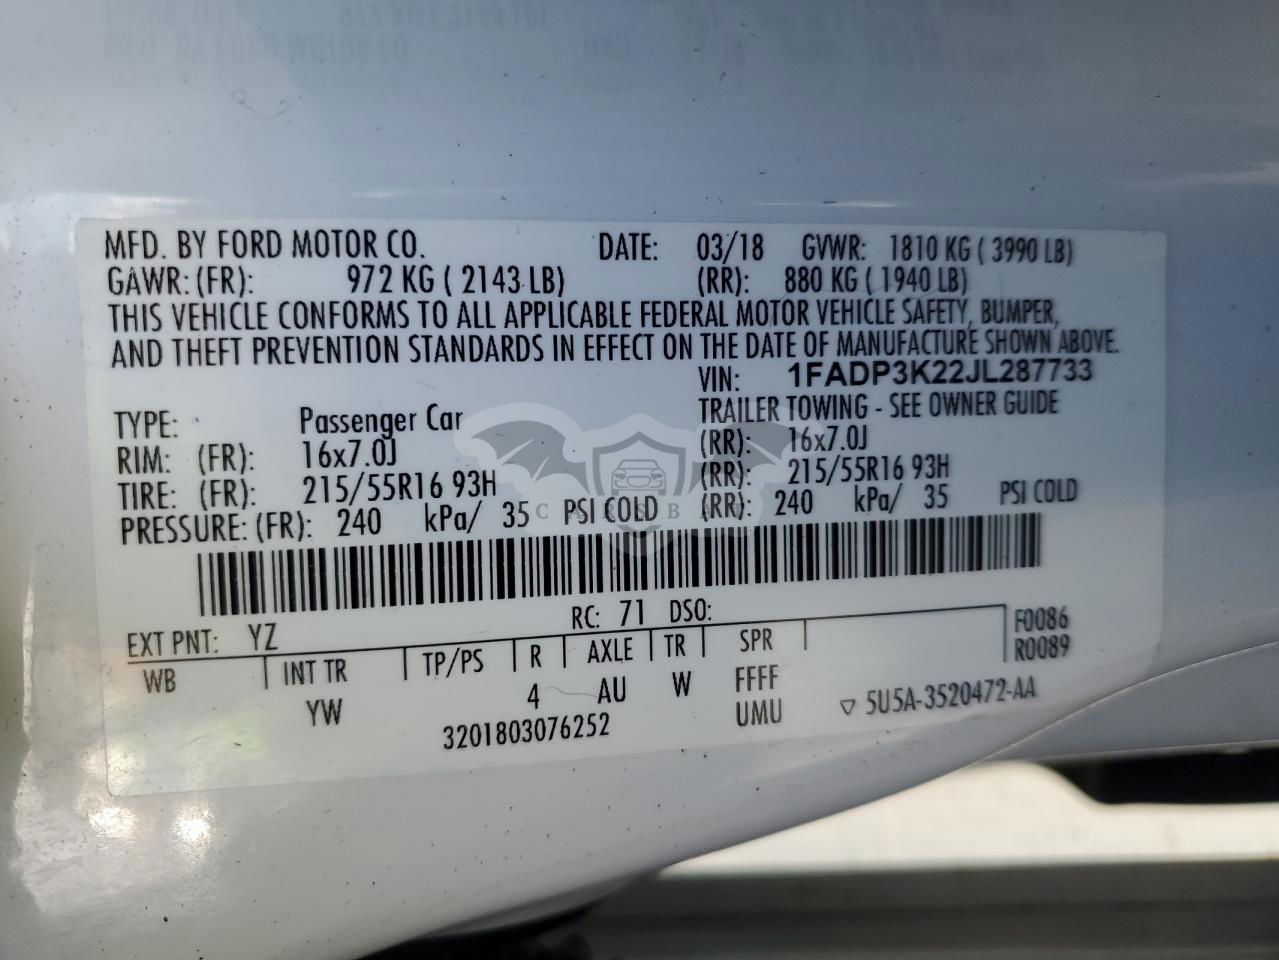 MFD. BY FORD MOTOR CO. DATE: 03/18 GVWR: 1810 KG ( 3990 LB)
GAWR: (FR): 972 KG ( 2143 LB) (RR): 880 KG ( 1940 LB)
THIS VEHICLE CONFORMS TO ALL APPLICABLE FEDERAL MOTOR VEHICLE SAFETY, BUMPER,
AND THEFT PREVENTION STANDARDS IN EFFECT ON THE DATE OF MANUFACTURE SHOWN ABOVE.
VIN: 1FADP3K22JL287733
TYPE: Passenger Car TRAILER TOWING - SEE OWNER GUIDE
RIM: (FR): 16x7.0J (RR): 16x7.0J
TIRE: (FR): 215/55R16 93H (RR): 215/55R16 93H
PRESSURE: (FR): 240 kPa/ 35 PSI COLD (RR): 240 kPa/ 35 PSI COLD
CARSBAT
EXT PNT: YZ RC: 71 DSO: F0086
WB INT TR TP/PS R AXLE TR SPR R0089
YW 4 AU W FFFF
3201803076252 UMU ▽ 5U5A-3520472-AA